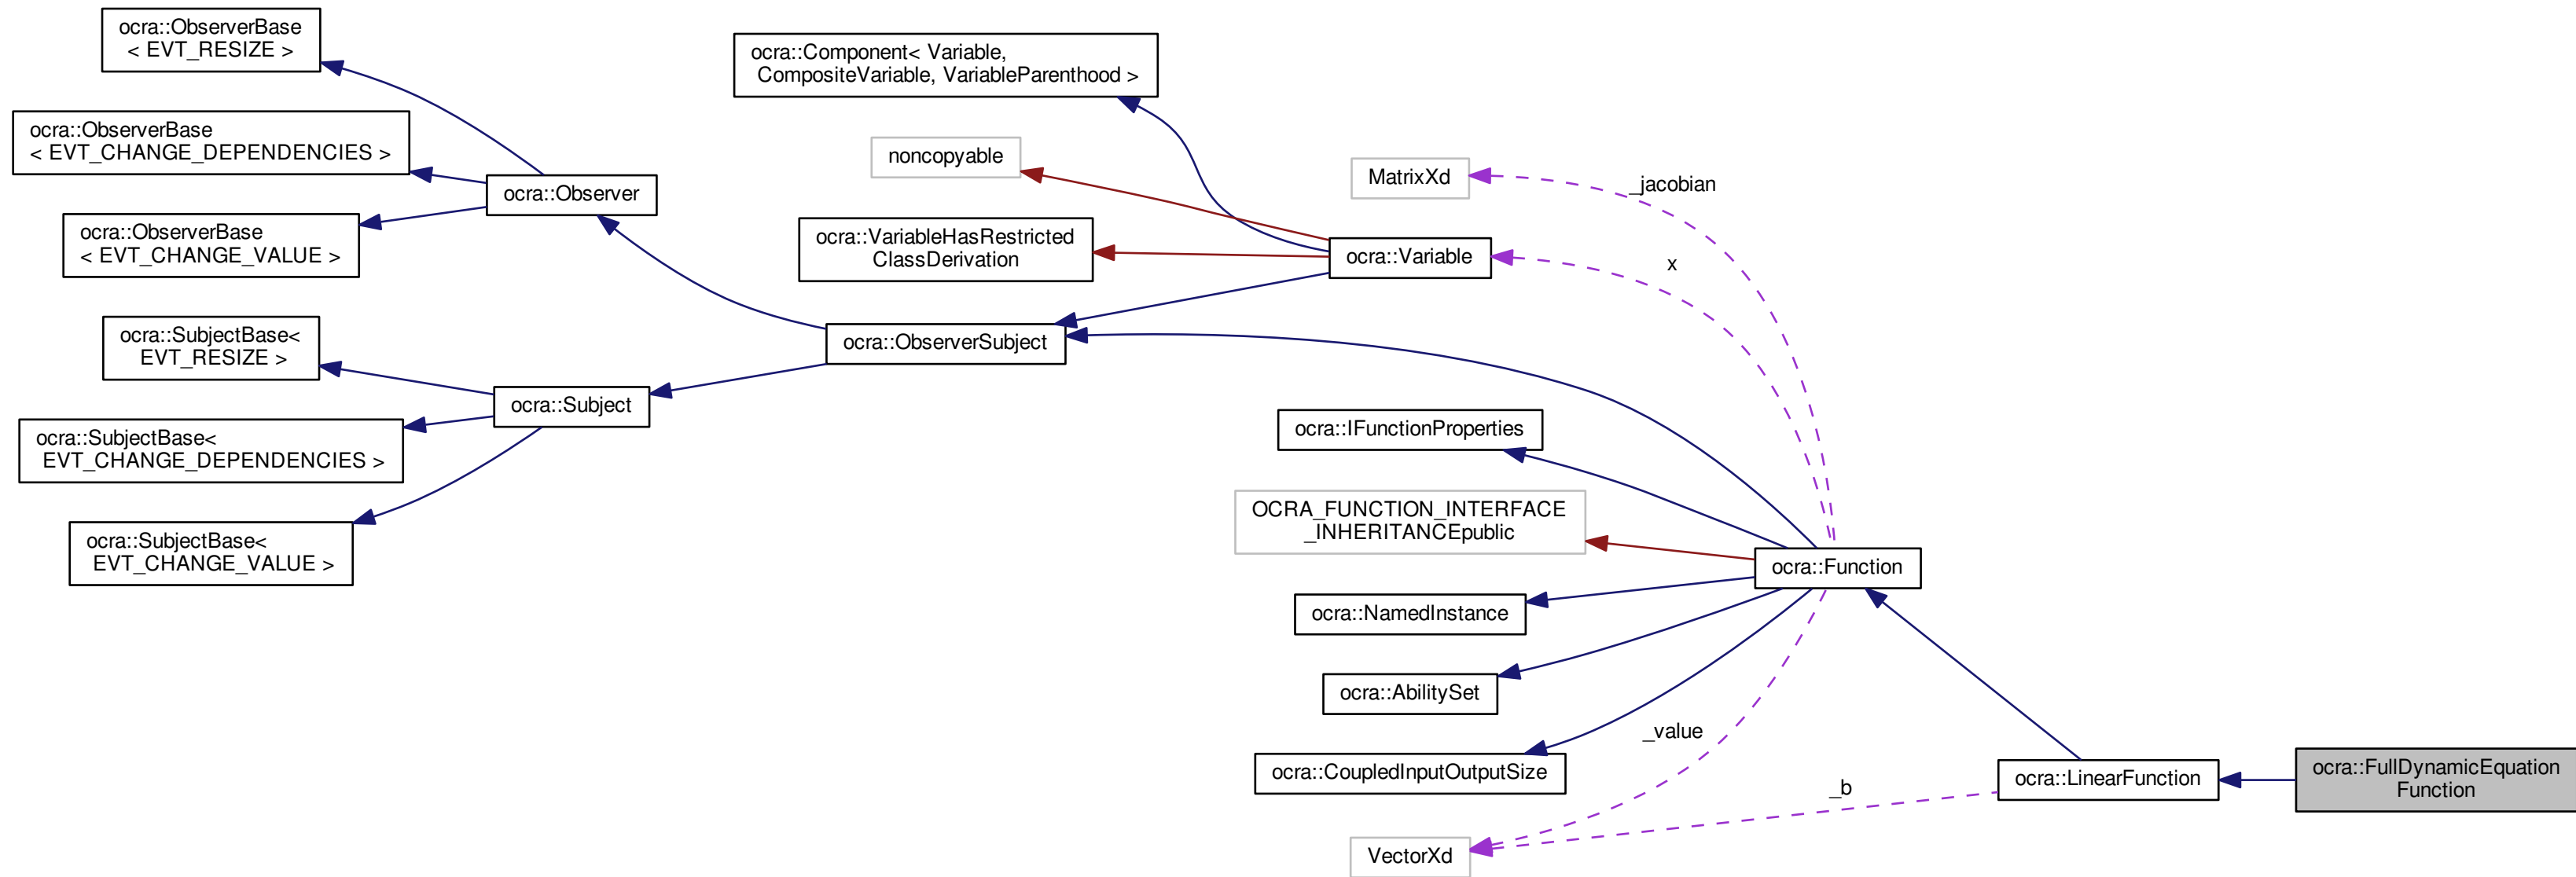 ocra::ObserverBase
< EVT_RESIZE >
ocra::ObserverBase
< EVT_CHANGE_DEPENDENCIES >
ocra::ObserverBase
< EVT_CHANGE_VALUE >
ocra::SubjectBase<
EVT_RESIZE >
ocra::SubjectBase<
EVT_CHANGE_DEPENDENCIES >
ocra::SubjectBase<
EVT_CHANGE_VALUE >
ocra::Observer
ocra::Subject
ocra::Component< Variable,
CompositeVariable, VariableParenthood >
noncopyable
ocra::VariableHasRestricted
ClassDerivation
ocra::ObserverSubject
MatrixXd
ocra::Variable
ocra::IFunctionProperties
OCRA_FUNCTION_INTERFACE
_INHERITANCEpublic
ocra::NamedInstance
ocra::AbilitySet
ocra::CoupledInputOutputSize
VectorXd
_jacobian
x
_value
ocra::Function
_b
ocra::LinearFunction
ocra::FullDynamicEquation
Function